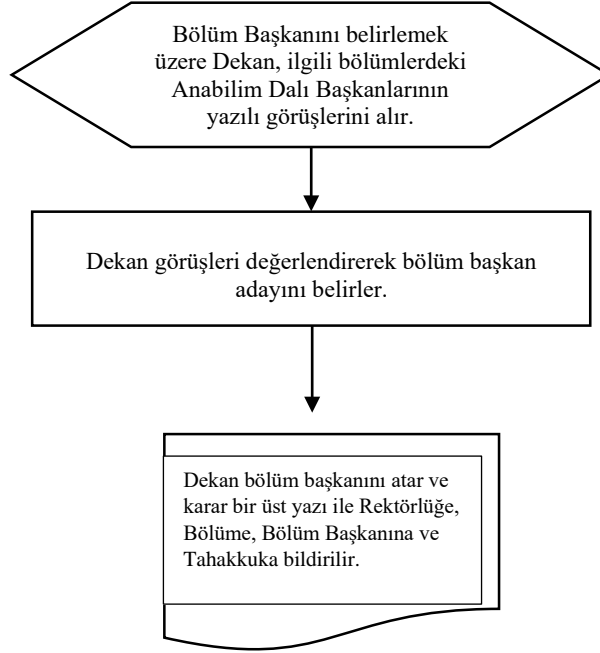 Bölüm Başkanını belirlemek
üzere Dekan, ilgili bölümlerdeki
Anabilim Dalı Başkanlarının
yazılı görüşlerini alır.
Dekan görüşleri değerlendirerek bölüm başkan
adayını belirler.
Dekan bölüm başkanını atar ve
karar bir üst yazı ile Rektörlüğe,
Bölüme, Bölüm Başkanına ve
Tahakkuka bildirilir.